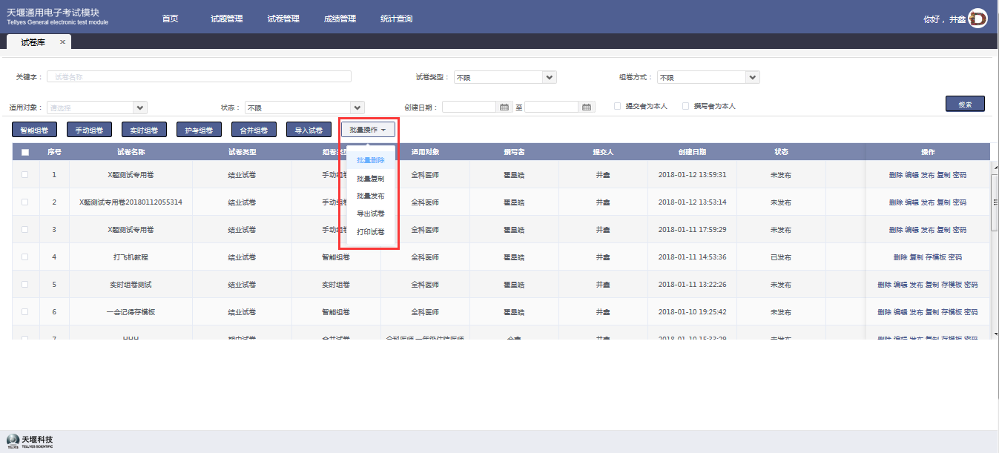 天堰通用电子考试模块
Tellyes General electronic test module
首页 试题管理 试卷管理 成绩管理 统计查询
你好， 井鑫
试卷库 ×
关键字： 试卷名称 试卷类型： 不限 组卷方式： 不限
适用对象： 请选择 状态： 不限 创建日期： 至 提交者为本人 撰写者为本人 搜索
智能组卷 手动组卷 实时组卷 护考组卷 合并组卷 导入试卷 批量操作
批量删除
批量复制
批量发布
导出试卷
打印试卷
序号 试卷名称 试卷类型 组卷类型 适用对象 撰写者 提交人 创建日期 状态 操作
1 X题测试专用卷 结业试卷 手动组卷 全科医师 瞿星皓 井鑫 2018-01-12 13:59:31 未发布 删除 编辑 发布 复制 密码
2 X题测试专用卷20180112055314 结业试卷 手动组卷 全科医师 瞿星皓 井鑫 2018-01-12 13:53:14 未发布 删除 编辑 发布 复制 密码
3 X题测试专用卷 结业试卷 手动组卷 全科医师 瞿星皓 井鑫 2018-01-11 17:59:29 未发布 删除 编辑 发布 复制 密码
4 打飞机教程 结业试卷 智能组卷 全科医师 瞿星皓 井鑫 2018-01-11 14:53:36 已发布 删除 复制 存模板 密码
5 实时组卷测试 结业试卷 实时组卷 全科医师 瞿星皓 井鑫 2018-01-11 13:22:26 未发布 删除 编辑 发布 复制 存模板 密码
6 一会记得存模板 结业试卷 智能组卷 全科医师 瞿星皓 井鑫 2018-01-10 19:25:42 未发布 删除 编辑 发布 复制 存模板 密码
7 HHH 期中试卷 合并试卷 全科医师,一年级住院医师 井鑫 2018-01-10 15:33:29 未发布 删除 编辑 发布 复制 存模板 密码
天堰科技
TELLYES TELLYES SCIENTIFIC